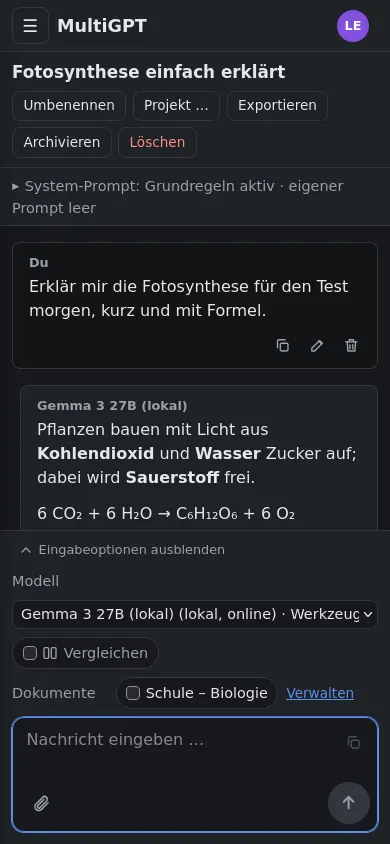 ☰ MultiGPT LE
Fotosynthese einfach erklärt
Umbenennen Projekt … Exportieren
Archivieren Löschen
▸ System-Prompt: Grundregeln aktiv · eigener
Prompt leer
Du
Erklär mir die Fotosynthese für den Test
morgen, kurz und mit Formel.
Gemma 3 27B (lokal)
Pflanzen bauen mit Licht aus
Kohlendioxid und Wasser Zucker auf;
dabei wird Sauerstoff frei.
6 CO₂ + 6 H₂O → C₆H₁₂O₆ + 6 O₂
Eingabeoptionen ausblenden
Modell
Gemma 3 27B (lokal) (lokal, online) · Werkzeug
Vergleichen
Dokumente Schule – Biologie Verwalten
Nachricht eingeben …